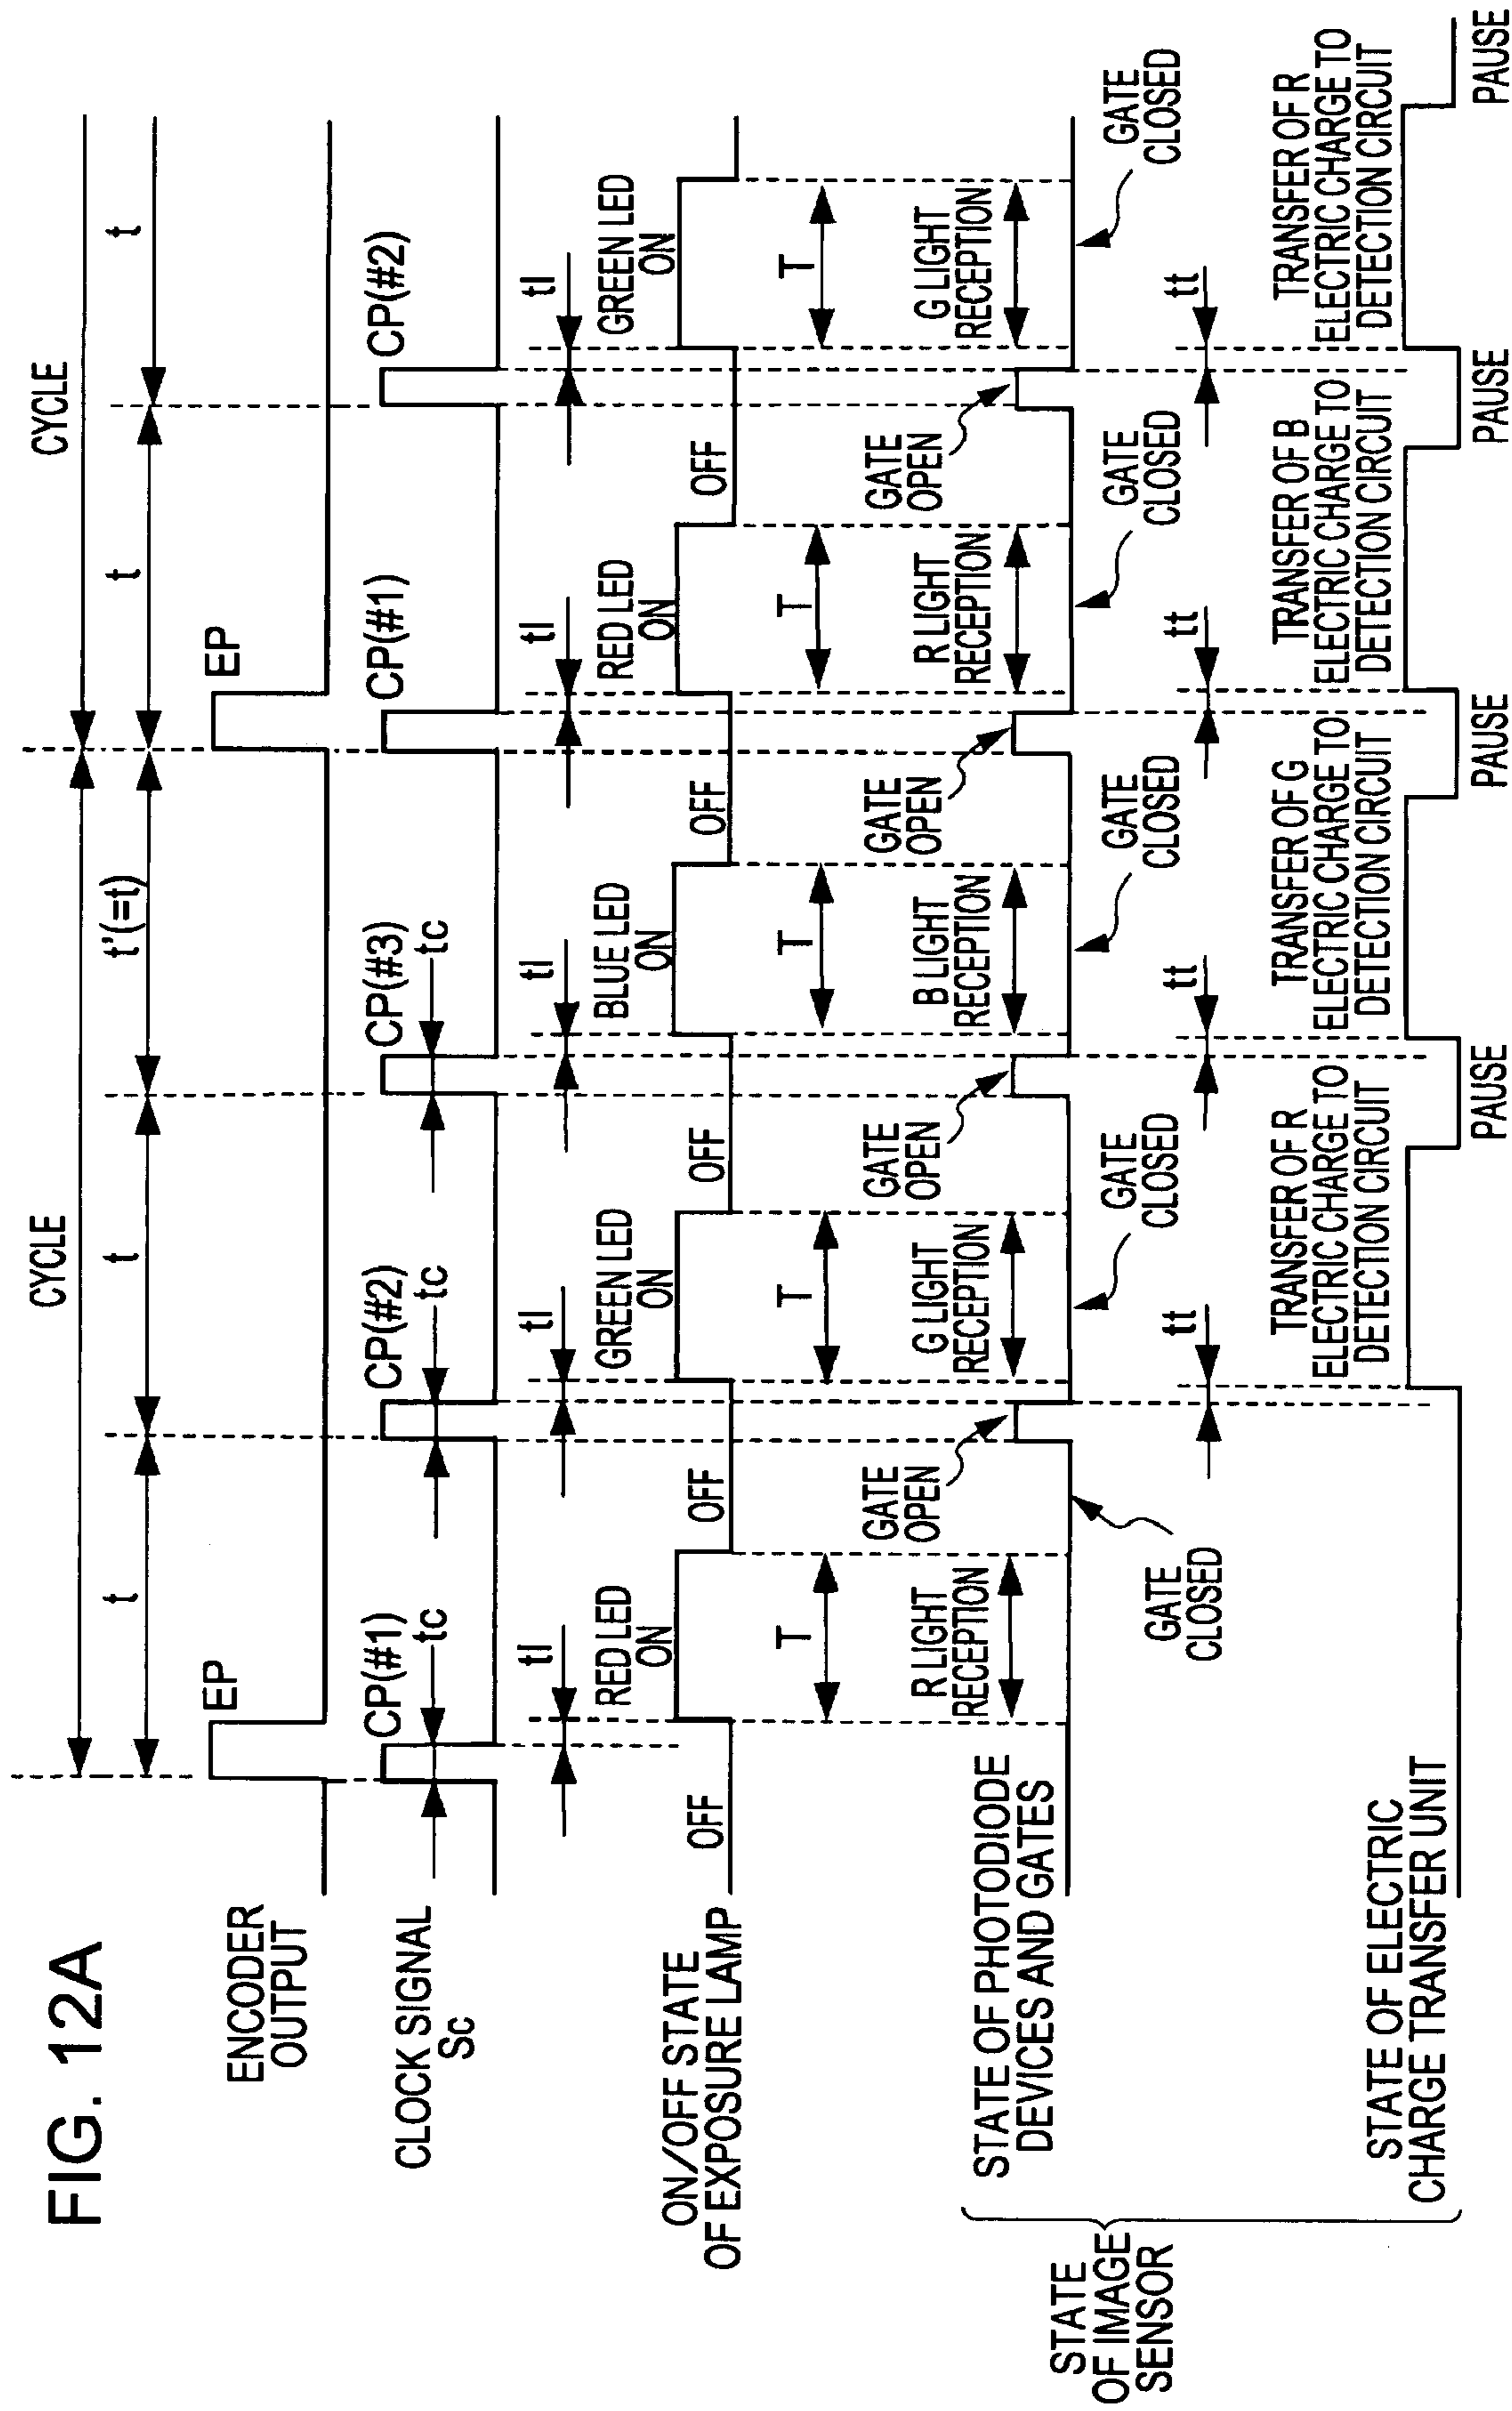 FIG. 12A
CYCLE
CYCLE
t
t
t'(=t)
t
t
ENCODER
OUTPUT
EP
EP
CLOCK SIGNAL
Sc
CP(#1)
tc
CP(#2)
tc
CP(#3)
tc
CP(#1)
CP(#2)
tl
tl
tl
tl
tl
ON/OFF STATE
OF EXPOSURE LAMP
OFF
RED LED
ON
OFF
GREEN LED
ON
OFF
BLUE LED
ON
OFF
RED LED
ON
OFF
GREEN LED
ON
T
T
T
T
T
STATE
OF IMAGE
SENSOR
STATE OF PHOTODIODE
DEVICES AND GATES
R LIGHT
RECEPTION
GATE
OPEN
G LIGHT
RECEPTION
GATE
OPEN
B LIGHT
RECEPTION
GATE
OPEN
R LIGHT
RECEPTION
GATE
OPEN
G LIGHT
RECEPTION
GATE
CLOSED
GATE
CLOSED
GATE
CLOSED
GATE
CLOSED
GATE
CLOSED
tt
tt
tt
tt
STATE OF ELECTRIC
CHARGE TRANSFER UNIT
TRANSFER OF R
ELECTRIC CHARGE TO
DETECTION CIRCUIT
PAUSE
TRANSFER OF G
ELECTRIC CHARGE TO
DETECTION CIRCUIT
PAUSE
TRANSFER OF B
ELECTRIC CHARGE TO
DETECTION CIRCUIT
PAUSE
TRANSFER OF R
ELECTRIC CHARGE TO
DETECTION CIRCUIT
PAUSE